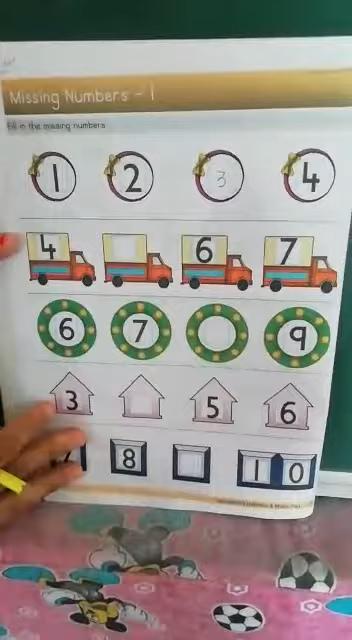 Missing Numbers - 1
Fill in the missing numbers
1 2 3 4
4 6 7
6 7 9
3 5 6
7 8 10